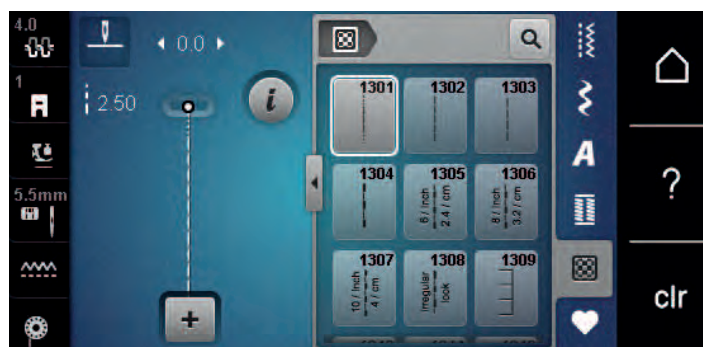 4.0
0.0
1
2.50
5.5mm
i
1301
1302
1303
1304
1305
6 / Inch
2.4 / cm
1306
8 / Inch
3.2 / cm
1307
10 / Inch
4 / cm
1308
irregular
look
1309
A
?
clr
+